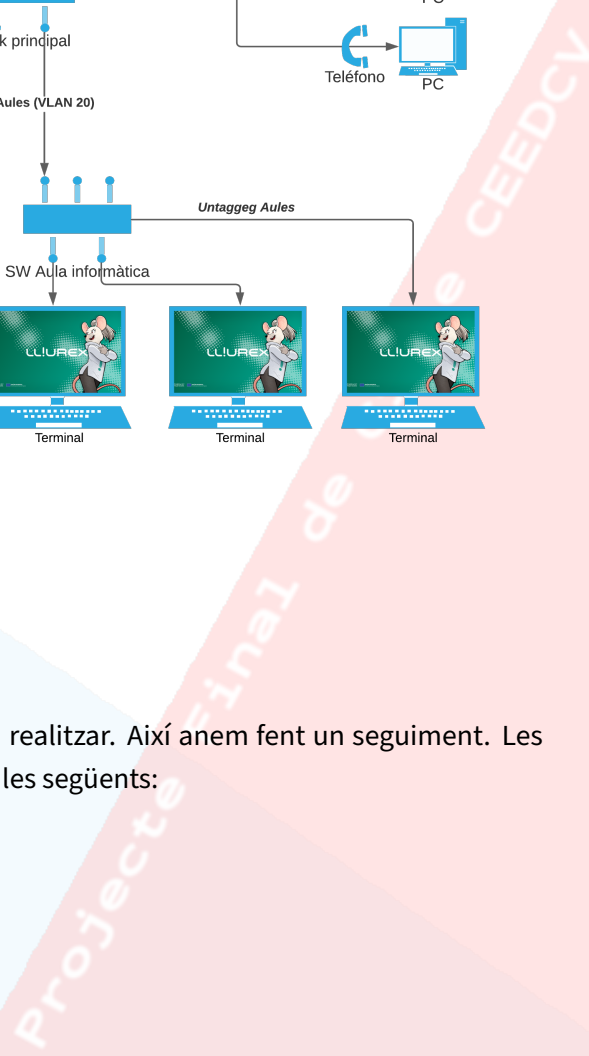 PC
k principal
Teléfono
PC
Aules (VLAN 20)
Untaggeg Aules
SW Aula informàtica
LL!UREX
LL!UREX
LL!UREX
Terminal
Terminal
Terminal
realitzar. Així anem fent un seguiment. Les
les següents:
Projecte Final de Curs CEEDCV